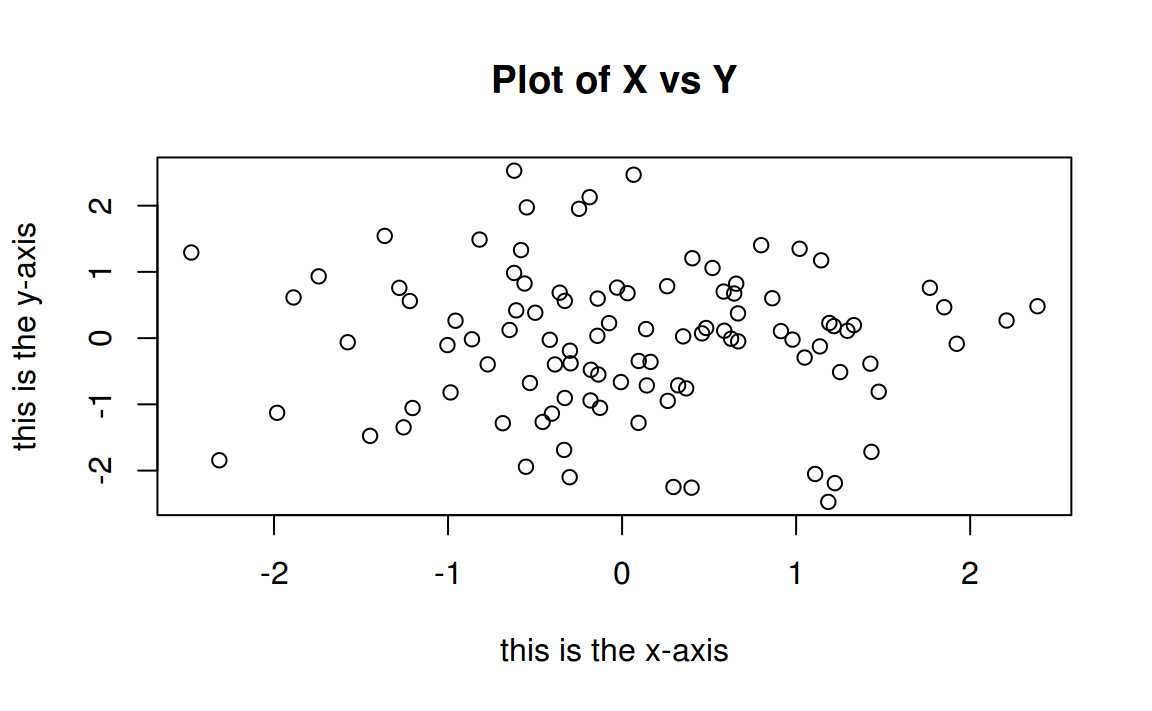 Plot of X vs Y
this is the y-axis
2
1
0
-1
-2
-2 -1 0 1 2
this is the x-axis